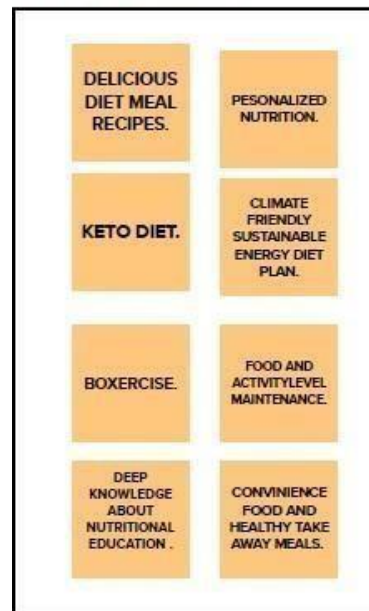 DELICIOUS
DIET MEAL
RECIPES.
PESONALIZED
NUTRITION.
KETO DIET.
CLIMATE
FRIENDLY
SUSTAINABLE
ENERGY DIET
PLAN.
BOXERCISE.
FOOD AND
ACTIVITYLEVEL
MAINTENANCE.
DEEP
KNOWLEDGE
ABOUT
NUTRITIONAL
EDUCATION .
CONVINIENCE
FOOD AND
HEALTHY TAKE
AWAY MEALS.